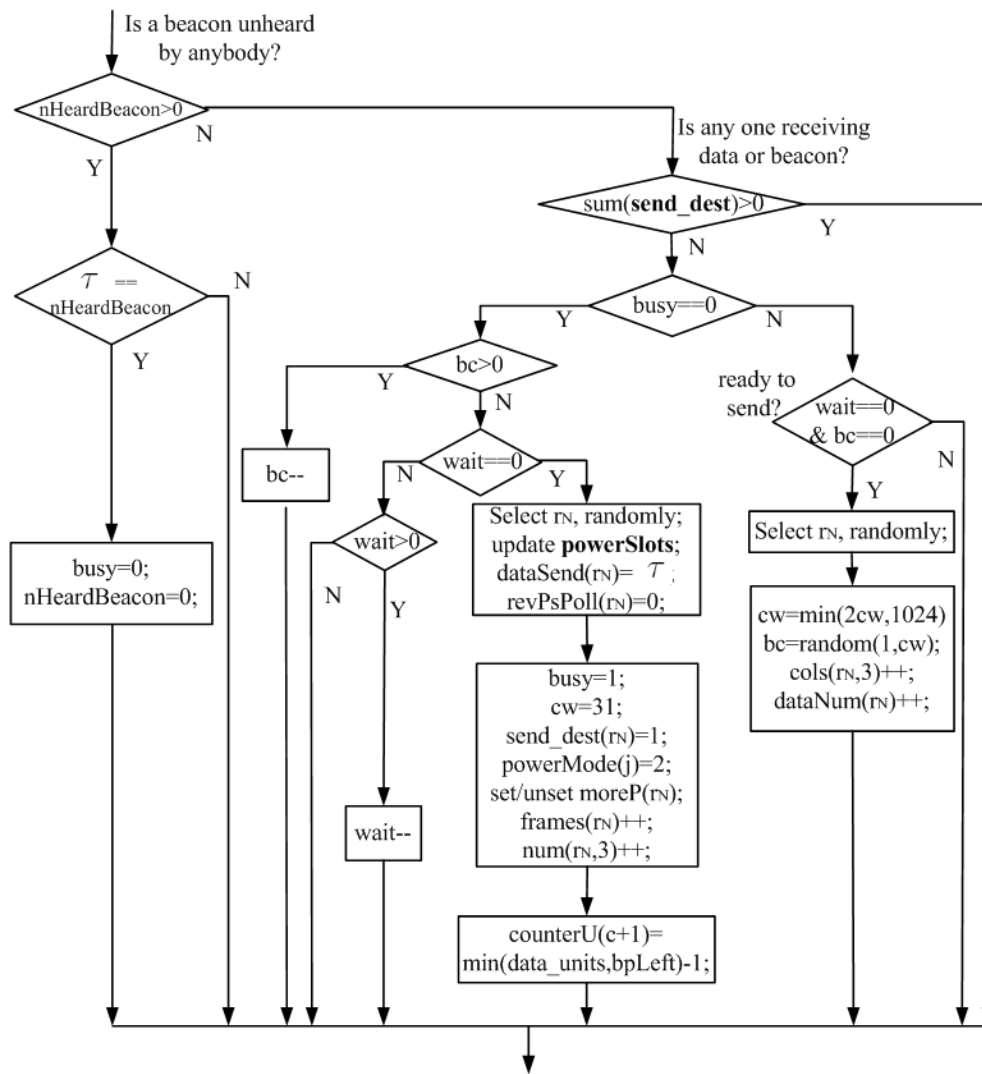 Is a beacon unheard
by anybody?
nHeardBeacon>0
N
Y
Is any one receiving
data or beacon?
sum(send_dest)>0
Y
N
τ ==
nHeardBeacon
N
Y
busy==0
Y
N
bc>0
Y
N
ready to
send?
wait==0
& bc==0
N
Y
bc--
wait==0
N
Y
wait>0
N
Y
Select rN, randomly;
update powerSlots;
dataSend(rN)= τ ;
revPsPoll(rN)=0;
Select rN, randomly;
busy=0;
nHeardBeacon=0;
cw=min(2cw,1024)
bc=random(1,cw);
cols(rN,3)++;
dataNum(rN)++;
busy=1;
cw=31;
send_dest(rN)=1;
powerMode(j)=2;
set/unset moreP(rN);
frames(rN)++;
num(rN,3)++;
wait--
counterU(c+1)=
min(data_units,bpLeft)-1;